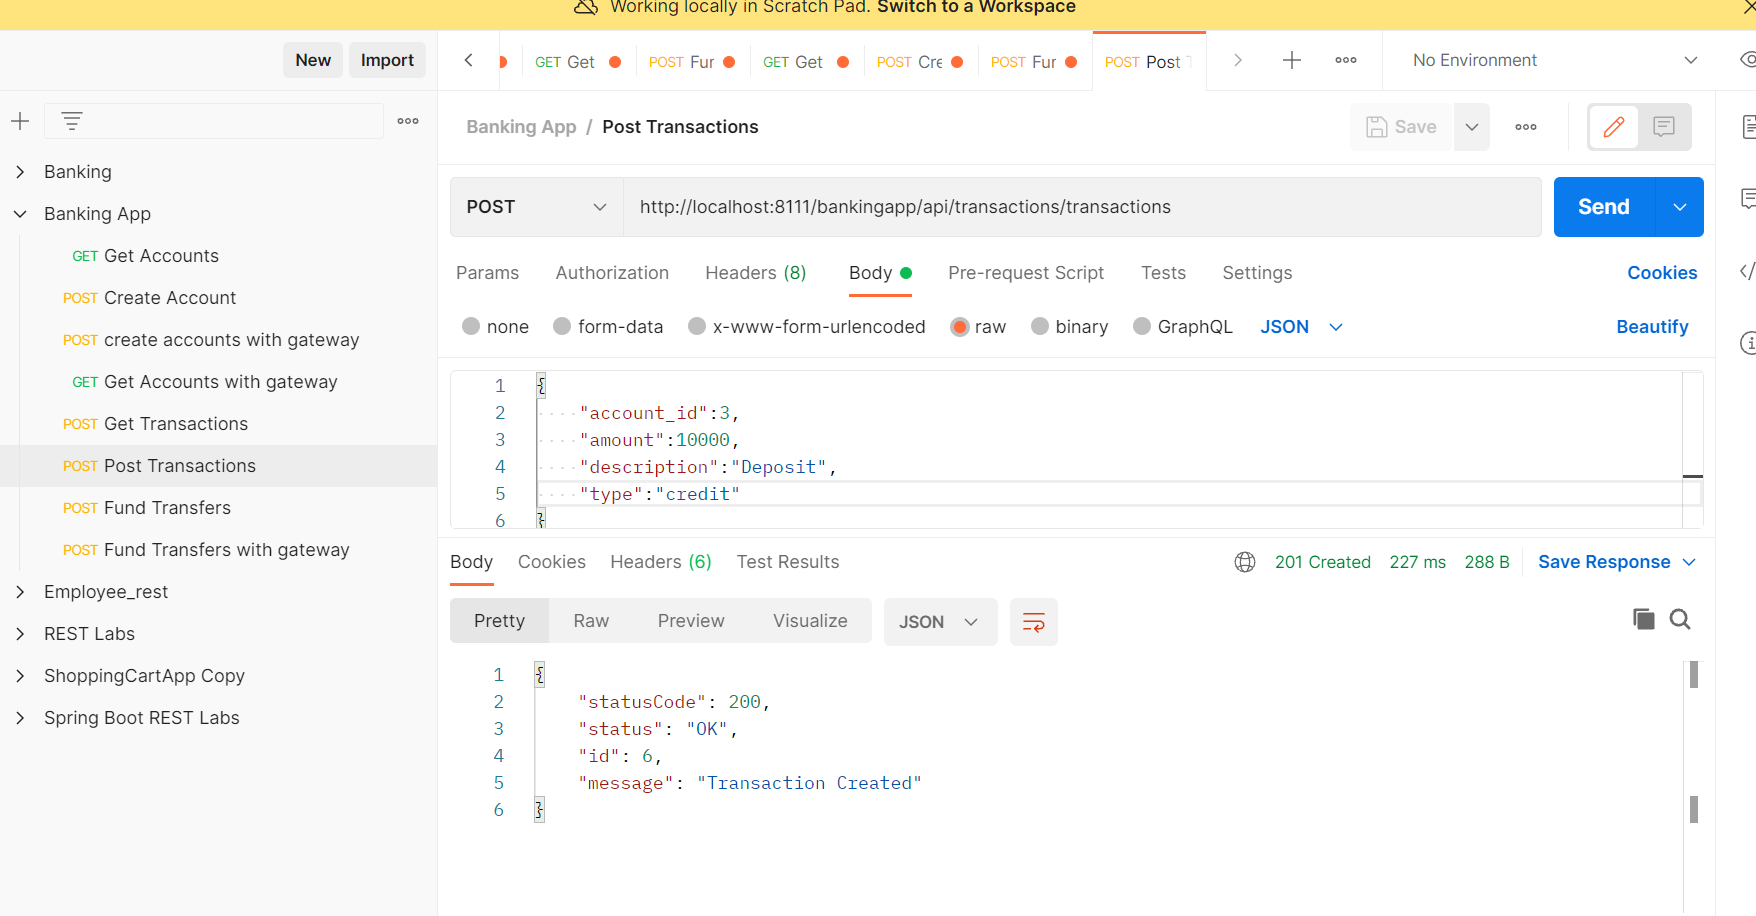 Working locally in Scratch Pad. Switch to a Workspace
New Import
GET Get POST Fur GET Get POST Cre POST Fur POST Post No Environment
Banking App / Post Transactions Save
Banking
Banking App
GET Get Accounts
POST Create Account
POST create accounts with gateway
GET Get Accounts with gateway
POST Get Transactions
POST Post Transactions
POST Fund Transfers
POST Fund Transfers with gateway
Employee_rest
REST Labs
ShoppingCartApp Copy
Spring Boot REST Labs
POST http://localhost:8111/bankingapp/api/transactions/transactions Send
Params Authorization Headers (8) Body Pre-request Script Tests Settings Cookies
none form-data x-www-form-urlencoded raw binary GraphQL JSON Beautify
1 {
2 "account_id":3,
3 "amount":10000,
4 "description":"Deposit",
5 "type":"credit"
6 }
Body Cookies Headers (6) Test Results 201 Created 227 ms 288 B Save Response
Pretty Raw Preview Visualize JSON
1 {
2 "statusCode": 200,
3 "status": "OK",
4 "id": 6,
5 "message": "Transaction Created"
6 }